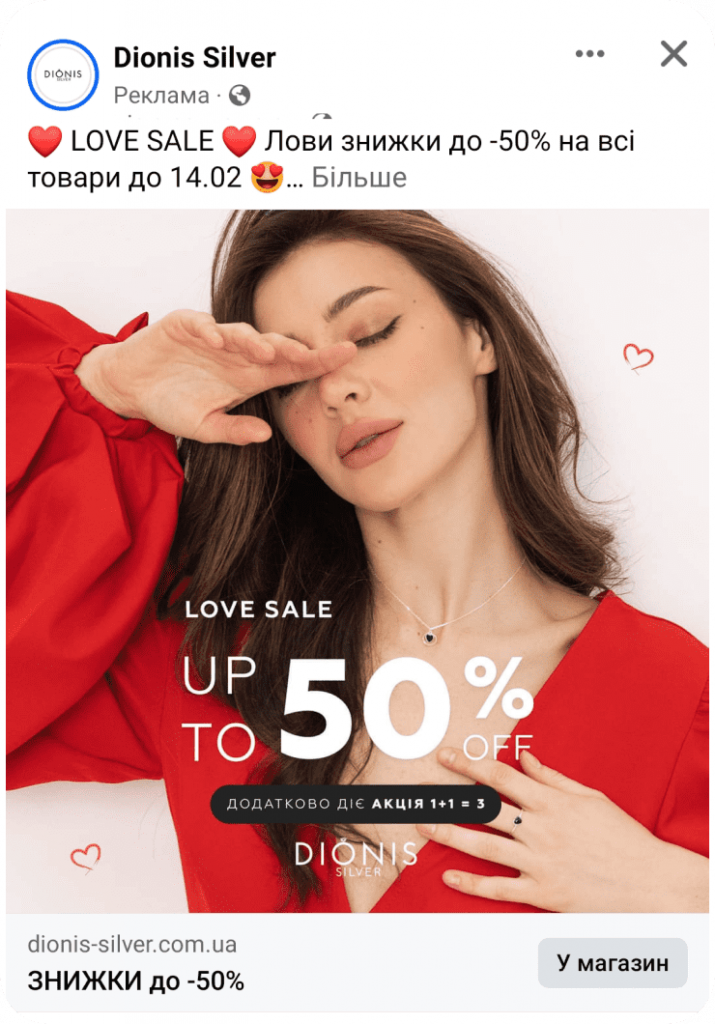 DIÓNIS
SILVER
Dionis Silver
Реклама ·
❤️ LOVE SALE ❤️ Лови знижки до -50% на всі
товари до 14.02 😍... Більше
LOVE SALE
UP
TO
50%
OFF
ДОДАТКОВО ДІЄ АКЦІЯ 1+1 = 3
DIÓNIS
SILVER
dionis-silver.com.ua
ЗНИЖКИ до -50%
У магазин